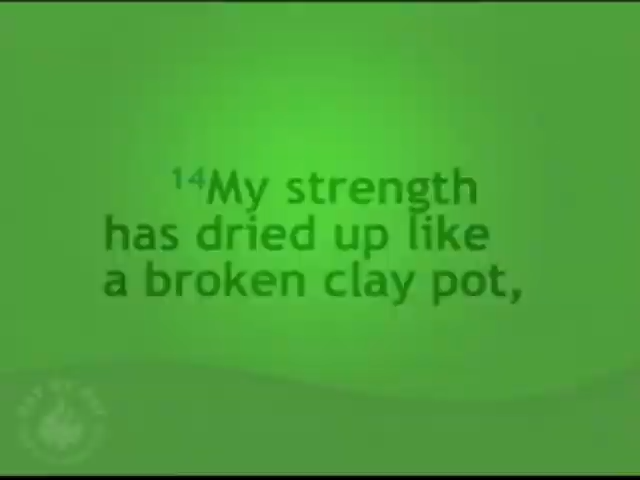 14My strength
has dried up like
a broken clay pot,